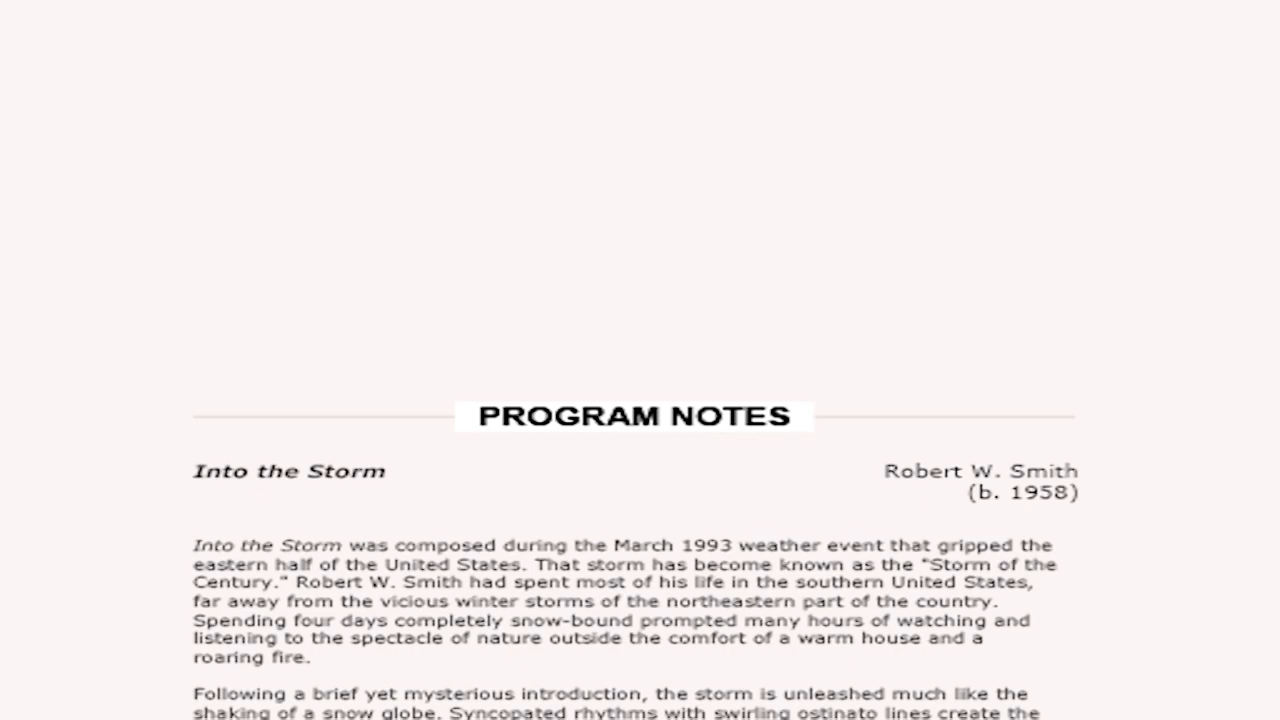 PROGRAM NOTES
Into the Storm Robert W. Smith
(b. 1958)
Into the Storm was composed during the March 1993 weather event that gripped the
eastern half of the United States. That storm has become known as the "Storm of the
Century." Robert W. Smith had spent most of his life in the southern United States,
far away from the vicious winter storms of the northeastern part of the country.
Spending four days completely snow-bound prompted many hours of watching and
listening to the spectacle of nature outside the comfort of a warm house and a
roaring fire.
Following a brief yet mysterious introduction, the storm is unleashed much like the
shaking of a snow globe. Syncopated rhythms with swirling ostinato lines create the